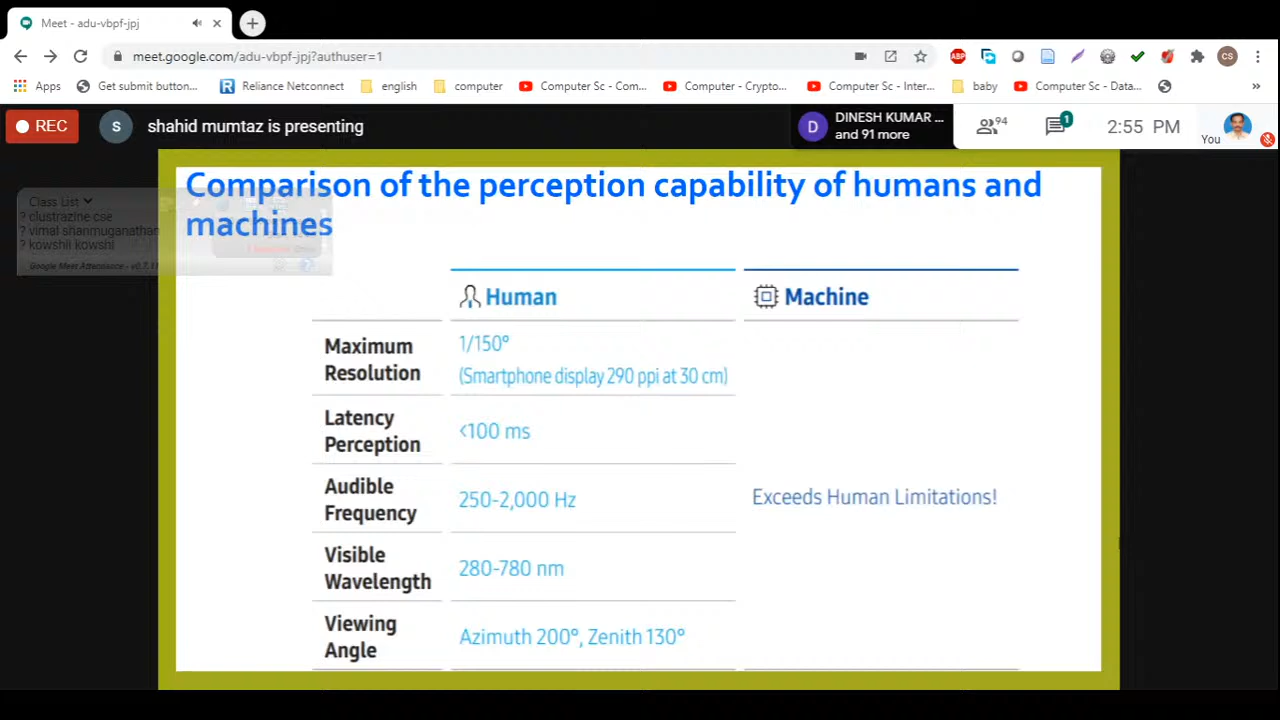 Meet - adu-vbpf-jpj
meet.google.com/adu-vbpf-jpj?authuser=1
ABP
CS
Apps
Get submit button...
Reliance Netconnect
english
computer
Computer Sc - Com...
Computer - Crypto...
Computer Sc - Inter...
baby
Computer Sc - Data...
REC
S
shahid mumtaz is presenting
D
DINESH KUMAR ...
and 91 more
94
1
2:55 PM
You
Comparison of the perception capability of humans and
machines
Class List
? clustrazine cse
? vimal shanmuganathan
? kowshii kowshi
Human
Machine
Maximum
Resolution
1/150°
(Smartphone display 290 ppi at 30 cm)
Latency
Perception
<100 ms
Audible
Frequency
250-2,000 Hz
Exceeds Human Limitations!
Visible
Wavelength
280-780 nm
Viewing
Angle
Azimuth 200°, Zenith 130°